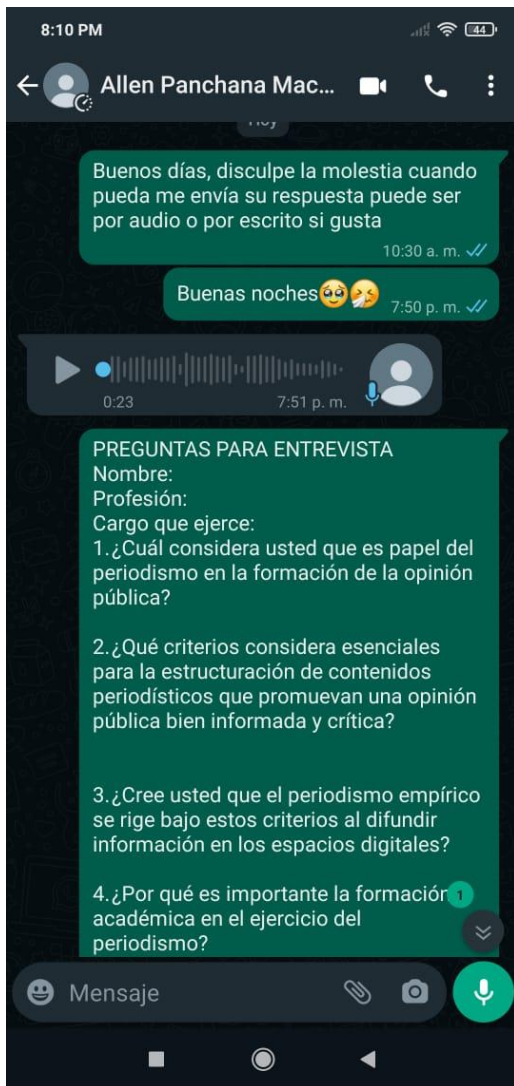 8:10 PM
44
Allen Panchana Mac...
Hoy
Buenos días, disculpe la molestia cuando
pueda me envía su respuesta puede ser
por audio o por escrito si gusta
10:30 a. m.
Buenas noches🥹🤧
7:50 p. m.
0:23
7:51 p. m.
PREGUNTAS PARA ENTREVISTA
Nombre:
Profesión:
Cargo que ejerce:
1.¿Cuál considera usted que es papel del
periodismo en la formación de la opinión
pública?
2.¿Qué criterios considera esenciales
para la estructuración de contenidos
periodísticos que promuevan una opinión
pública bien informada y crítica?
3.¿Cree usted que el periodismo empírico
se rige bajo estos criterios al difundir
información en los espacios digitales?
4.¿Por qué es importante la formación
1
académica en el ejercicio del
periodismo?
Mensaje